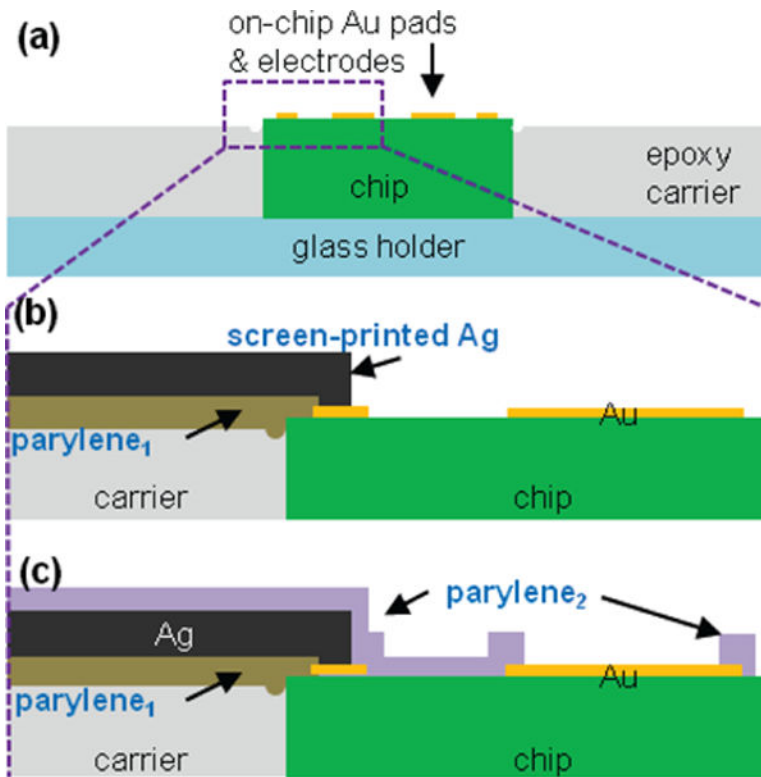 (a)
on-chip Au pads
& electrodes
chip
epoxy
carrier
glass holder
(b)
screen-printed Ag
parylene₁
Au
carrier
chip
(c)
parylene₂
Ag
parylene₁
Au
carrier
chip